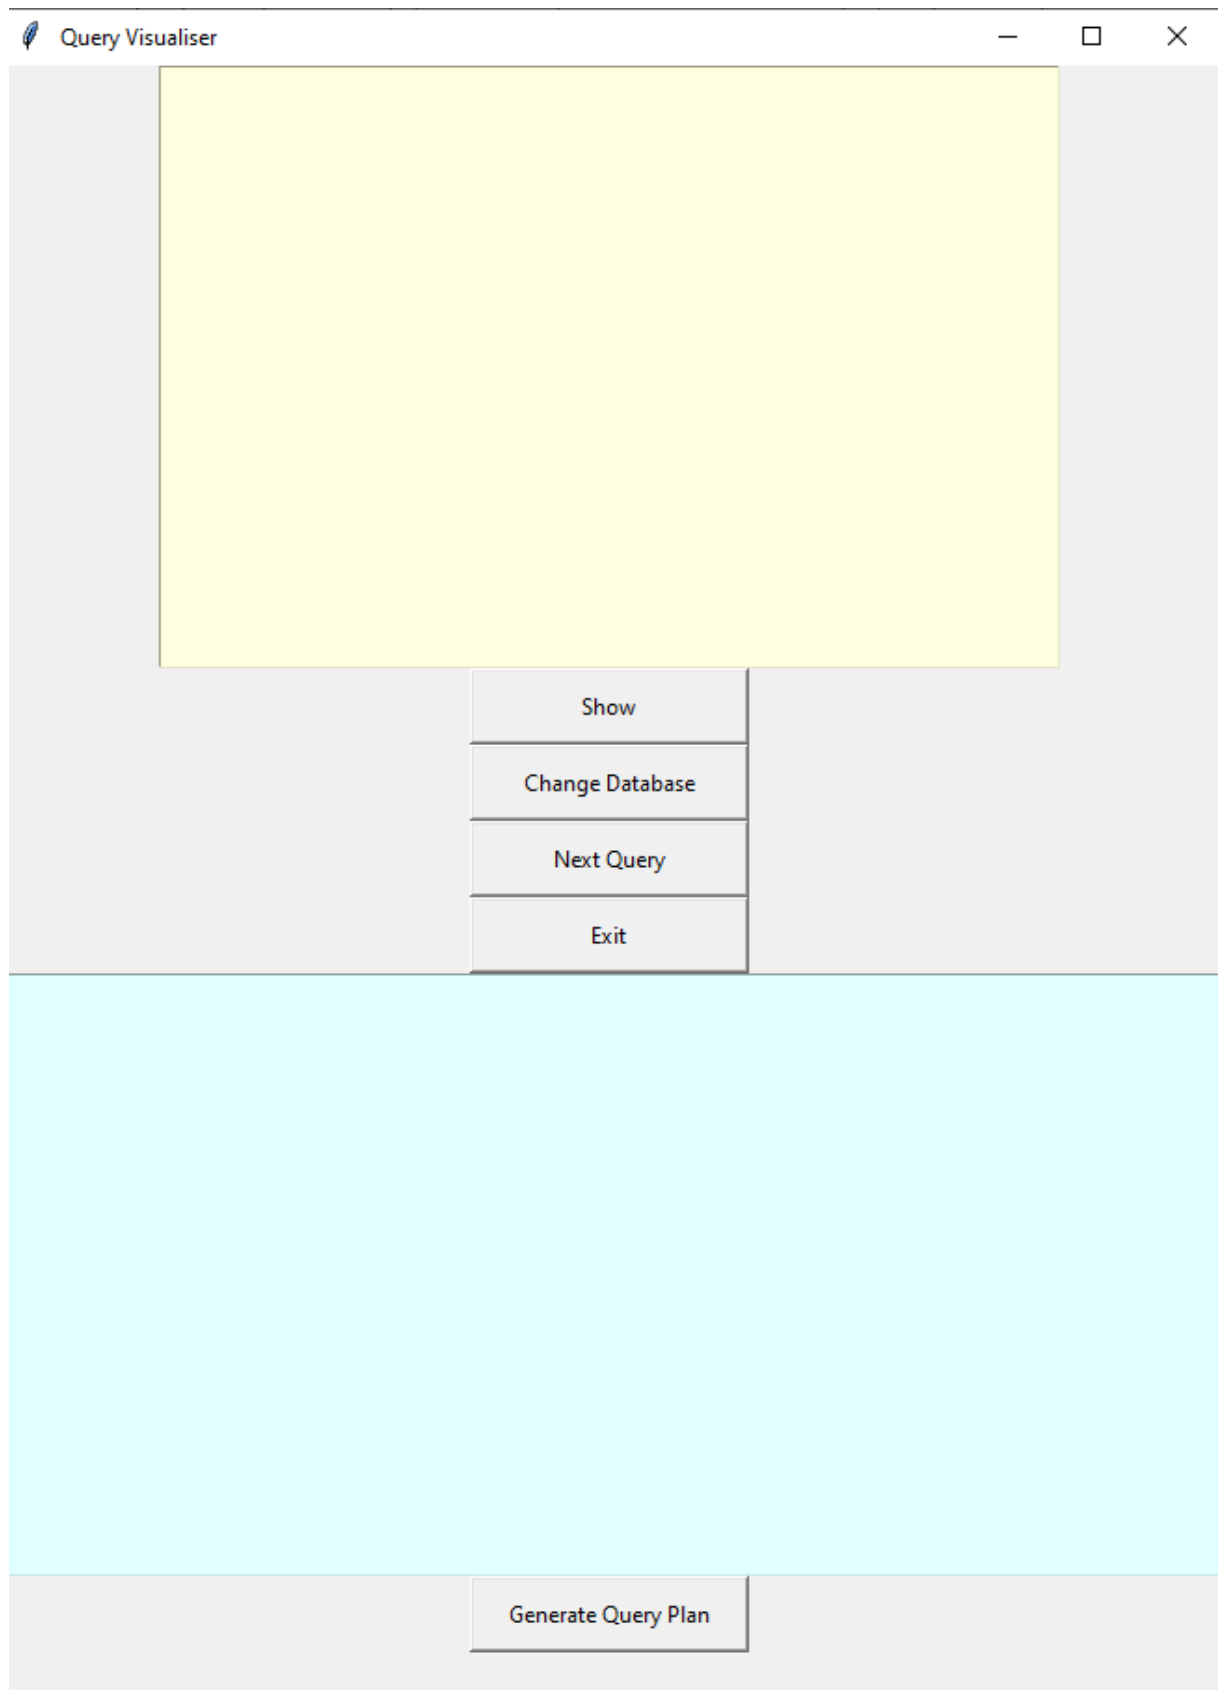 Query Visualiser
Show
Change Database
Next Query
Exit
Generate Query Plan